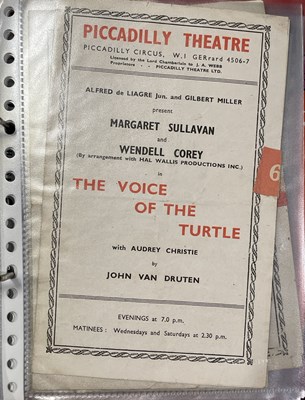 PICCADILLY THEATRE
PICCADILLY CIRCUS, W.1 GERrard 4506-7
Licensed by the Lord Chamberlain to J. A. WEBB
Proprietors . . PICCADILLY THEATRE LTD.
ALFRED de LIAGRE Jun. and GILBERT MILLER
present
MARGARET SULLAVAN
and
WENDELL COREY
(By arrangement with HAL WALLIS PRODUCTIONS INC.)
in
THE VOICE
OF THE
TURTLE
with AUDREY CHRISTIE
by
JOHN VAN DRUTEN
EVENINGS at 7.0 p.m.
MATINEES : Wednesdays and Saturdays at 2.30 p.m.
6